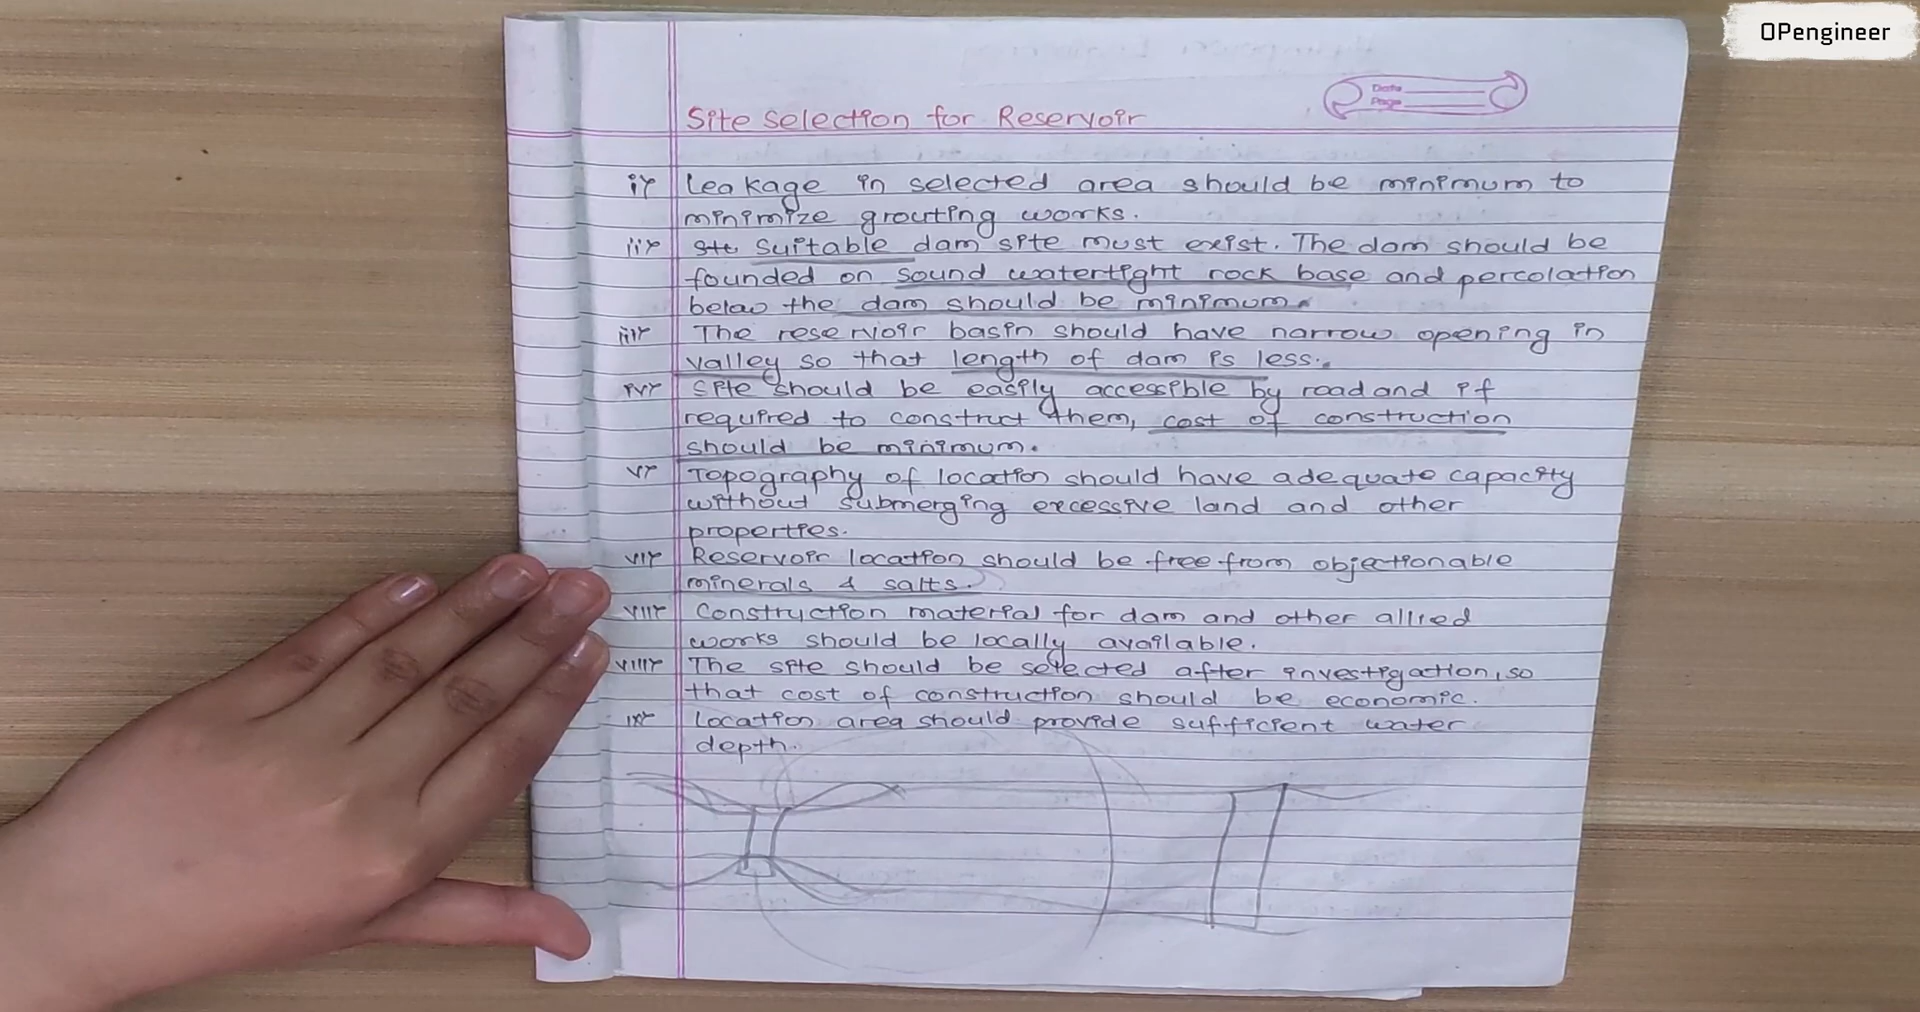 OPengineer
Date
Page
Site selection for Reservoir
i) Leakage in selected area should be minimum to
minimize grouting works.
ii) Suitable dam site must exist. The dam should be
founded on sound watertight rock base and percolation
below the dam should be minimum.
iii) The reservioir basin should have narrow opening in
valley so that length of dam is less.
iv) Site should be easily accessible by road and if
required to construct them, cost of construction
should be minimum.
v) Topography of location should have adequate capacity
without submerging excessive land and other
properties.
vi) Reservoir location should be free from objectionable
minerals & salts.
vii) Construction material for dam and other allied
works should be locally available.
viii) The site should be selected after investigation, so
that cost of construction should be economic.
ix) location area should provide sufficient water
depth.